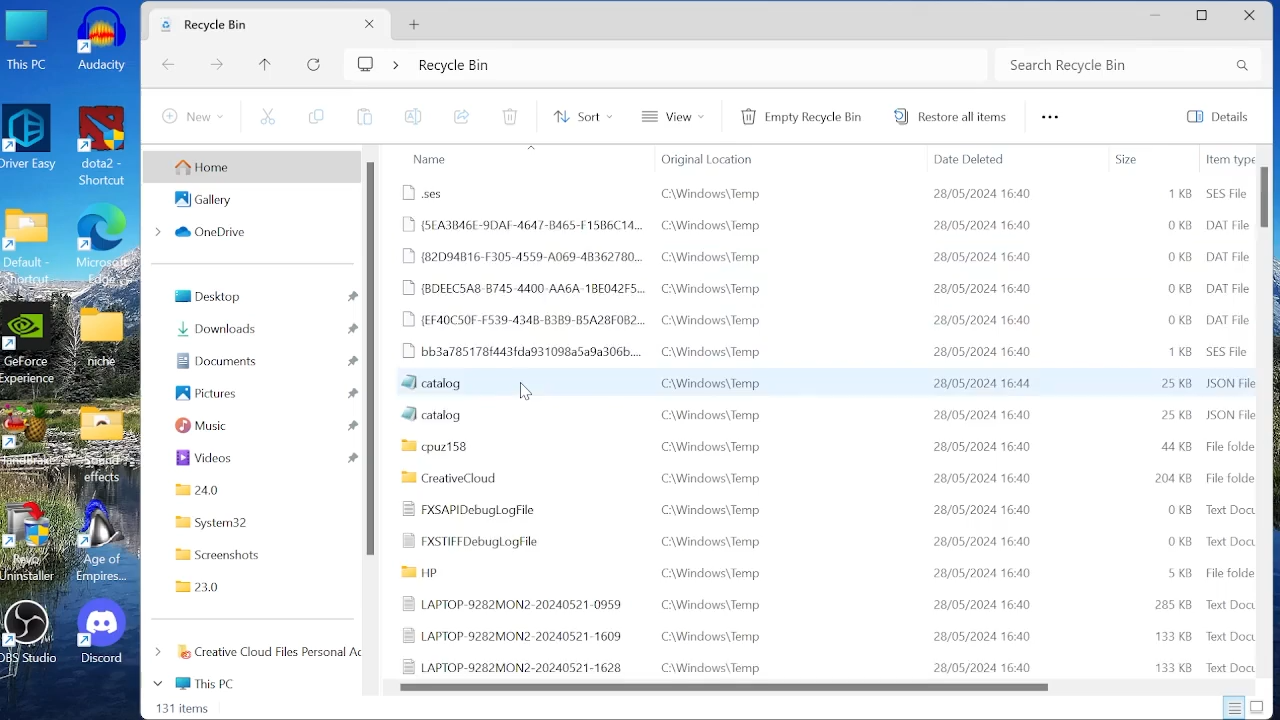 Recycle Bin
Recycle Bin
Search Recycle Bin
New
Sort
View
Empty Recycle Bin
Restore all items
Details
This PC
Audacity
Driver Easy
dota2 -
Shortcut
Default -
Shortcut
Microsoft
Edge
GeForce
Experience
niche
effects
Revo
Uninstaller
Age of
Empires...
OBS Studio
Discord
Home
Gallery
OneDrive
Desktop
Downloads
Documents
Pictures
Music
Videos
24.0
System32
Screenshots
23.0
Creative Cloud Files Personal Ac
This PC
Name Original Location Date Deleted Size Item type
.ses C:\Windows\Temp 28/05/2024 16:40 1 KB SES File
{5EA3B46E-9DAF-4647-B465-F15B6C14... C:\Windows\Temp 28/05/2024 16:40 0 KB DAT File
{82D94B16-F305-4559-A069-4B362780... C:\Windows\Temp 28/05/2024 16:40 0 KB DAT File
{BDEEC5A8-B745-4400-AA6A-1BE042F5... C:\Windows\Temp 28/05/2024 16:40 0 KB DAT File
{EF40C50F-F539-434B-B3B9-B5A28F0B2... C:\Windows\Temp 28/05/2024 16:40 0 KB DAT File
bb3a785178f443fda931098a5a9a306b... C:\Windows\Temp 28/05/2024 16:40 1 KB SES File
catalog C:\Windows\Temp 28/05/2024 16:44 25 KB JSON File
catalog C:\Windows\Temp 28/05/2024 16:40 25 KB JSON File
cpuz158 C:\Windows\Temp 28/05/2024 16:40 44 KB File folde
CreativeCloud C:\Windows\Temp 28/05/2024 16:40 204 KB File folde
FXSAPIDebugLogFile C:\Windows\Temp 28/05/2024 16:40 0 KB Text Docu
FXSTIFFDebugLogFile C:\Windows\Temp 28/05/2024 16:40 0 KB Text Docu
HP C:\Windows\Temp 28/05/2024 16:40 5 KB File folde
LAPTOP-9282MON2-20240521-0959 C:\Windows\Temp 28/05/2024 16:40 285 KB Text Docu
LAPTOP-9282MON2-20240521-1609 C:\Windows\Temp 28/05/2024 16:40 133 KB Text Docu
LAPTOP-9282MON2-20240521-1628 C:\Windows\Temp 28/05/2024 16:40 133 KB Text Docu
131 items